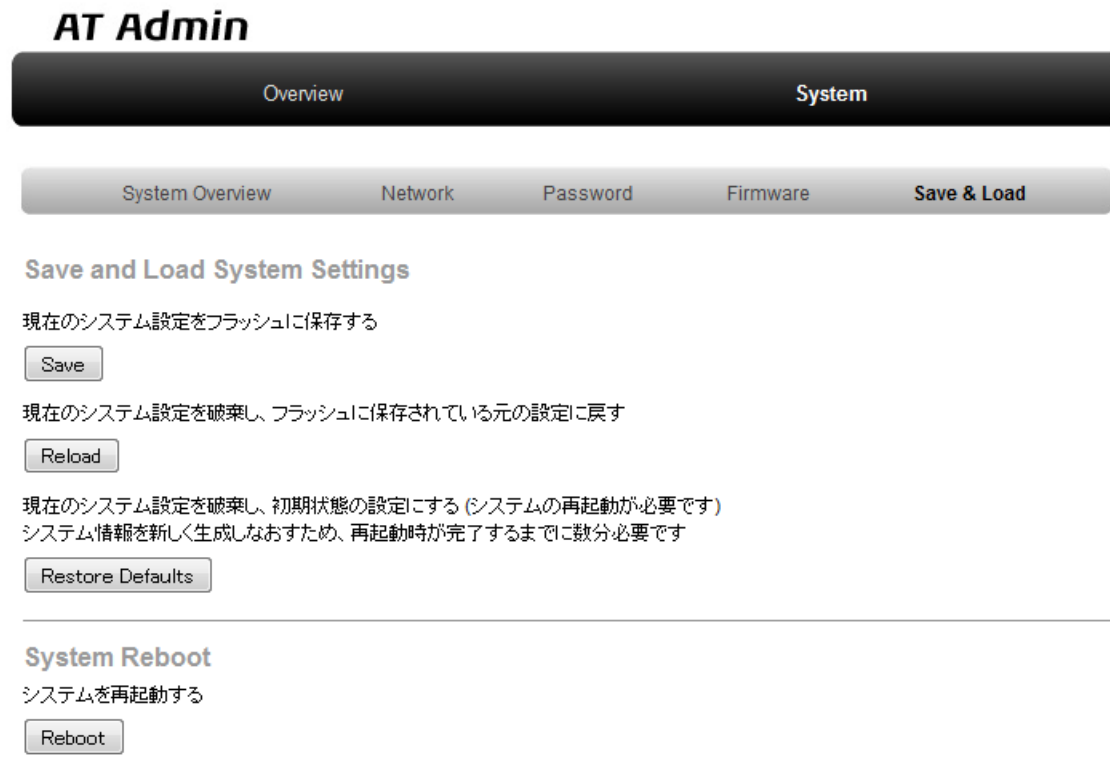 AT Admin
Overview System
System Overview Network Password Firmware Save & Load
Save and Load System Settings
現在のシステム設定をフラッシュに保存する
Save
現在のシステム設定を破棄し、フラッシュに保存されている元の設定に戻す
Reload
現在のシステム設定を破棄し、初期状態の設定にする (システムの再起動が必要です)
システム情報を新しく生成しなおすため、再起動時が完了するまでに数分必要です
Restore Defaults
System Reboot
システムを再起動する
Reboot